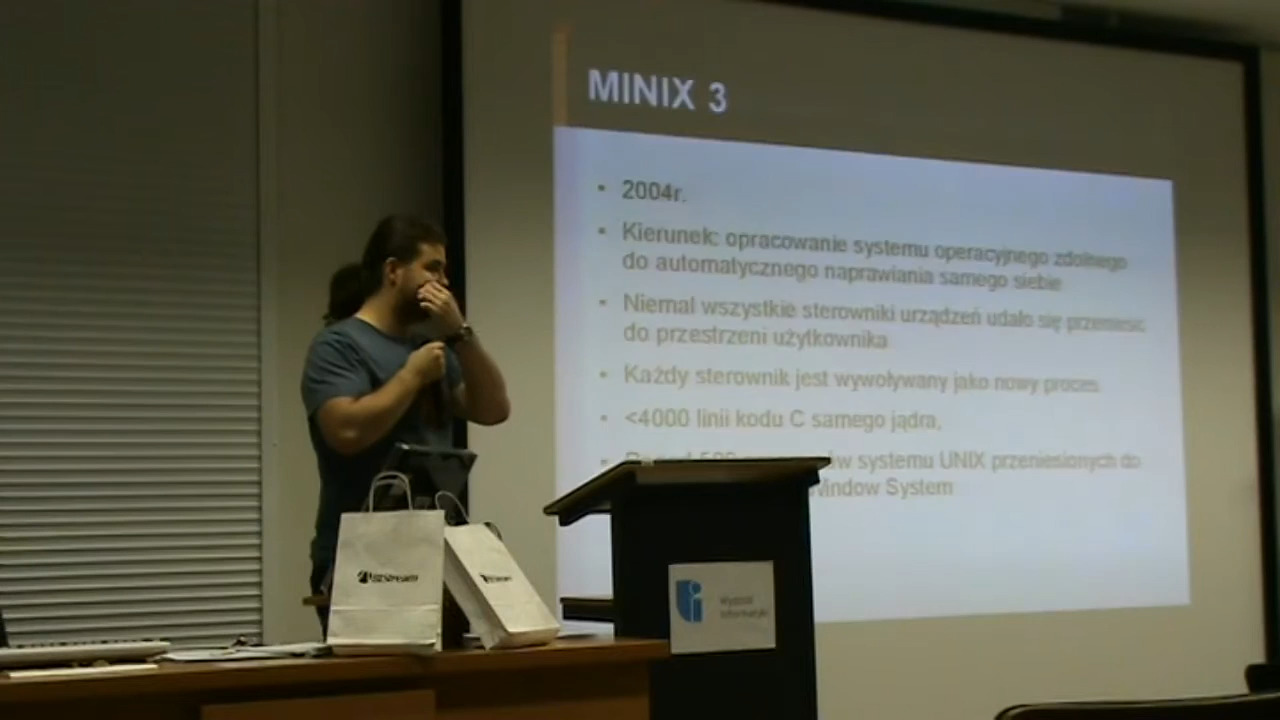 MINIX 3
2004r.
Kierunek: opracowanie systemu operacyjnego zdolnego
do automatycznego naprawiania samego siebie
Niemal wszystkie sterowniki urządzeń udało się przenieść
do przestrzeni użytkownika
Każdy sterownik jest wywoływany jako nowy proces
<4000 linii kodu C samego jądra,
systemu UNIX przeniesionych do
Window System
Wydział
Informatyki